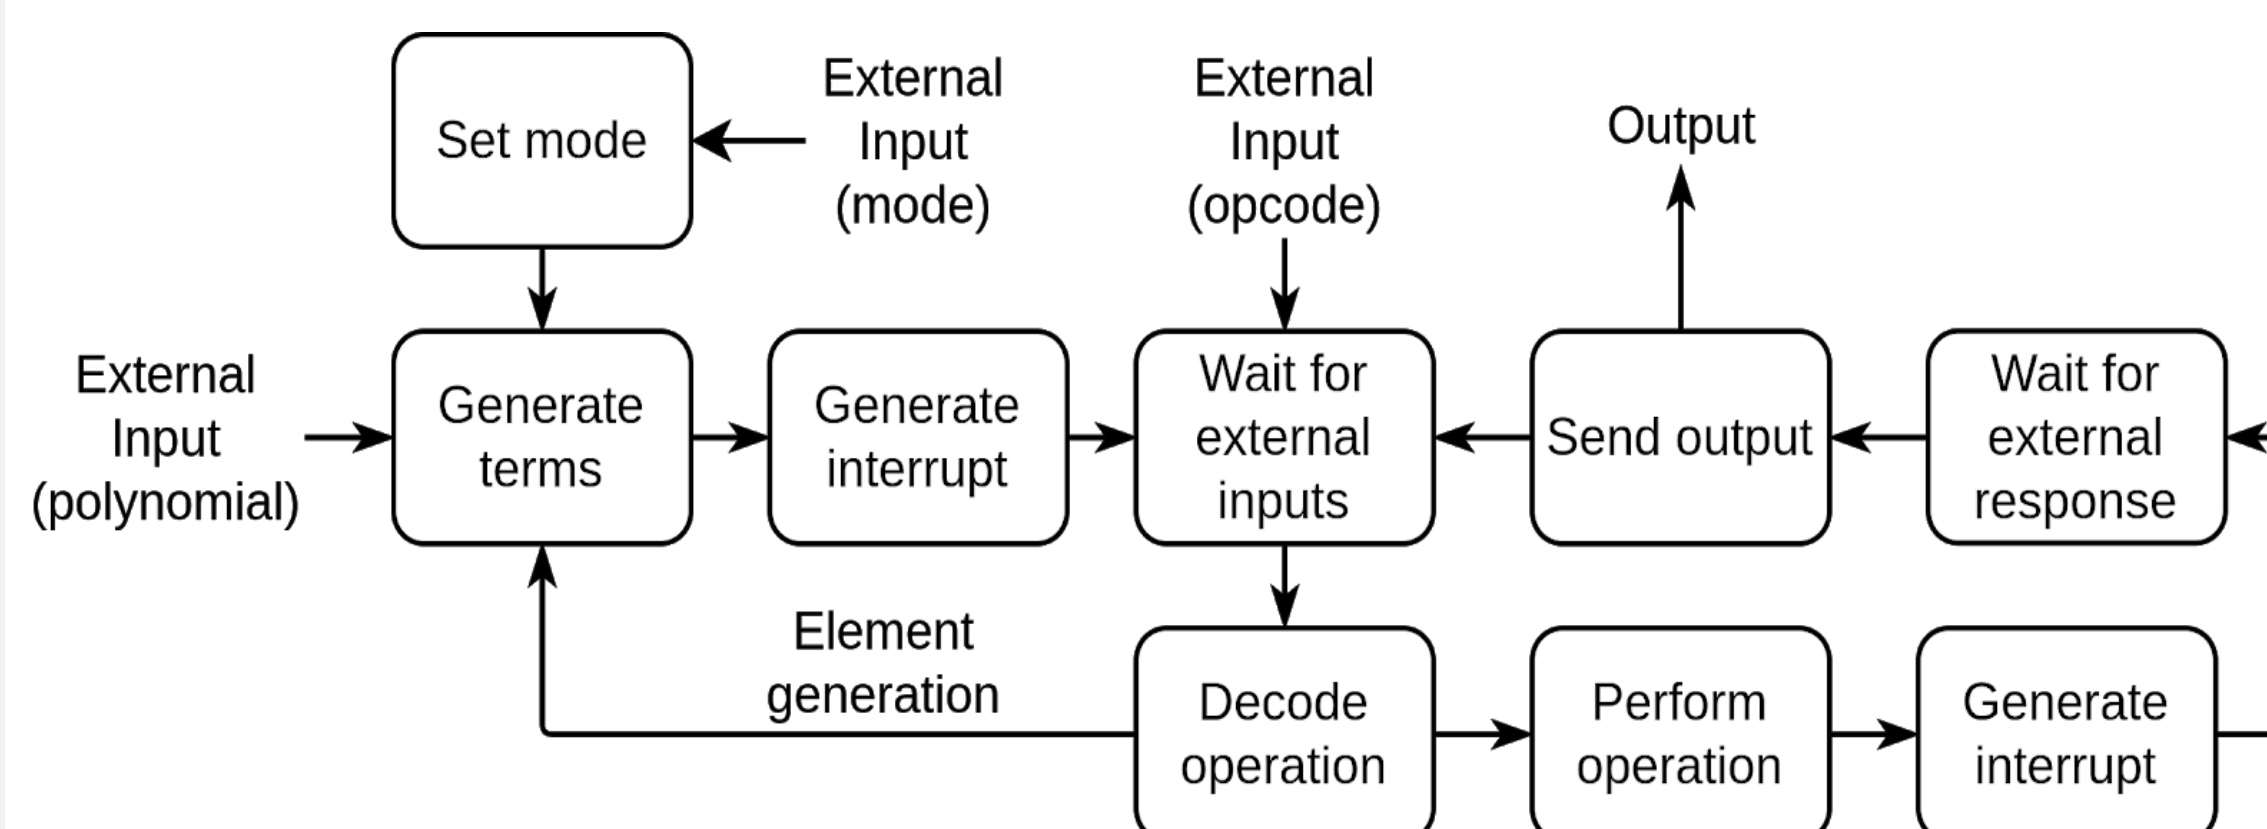 Set mode
External
Input
(mode)
External
Input
(opcode)
Output
External
Input
(polynomial)
Generate
terms
Generate
interrupt
Wait for
external
inputs
Send output
Wait for
external
response
Element
generation
Decode
operation
Perform
operation
Generate
interrupt